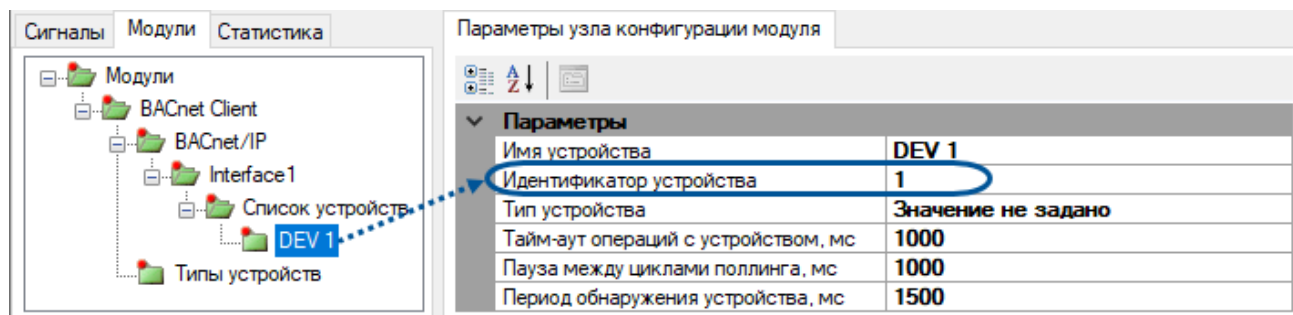 Сигналы Модули Статистика
Модули
BACnet Client
BACnet/IP
Interface1
Список устройств
DEV 1
Типы устройств
Параметры узла конфигурации модуля
Параметры
Имя устройства DEV 1
Идентификатор устройства 1
Тип устройства Значение не задано
Тайм-аут операций с устройством, мс 1000
Пауза между циклами поллинга, мс 1000
Период обнаружения устройства, мс 1500